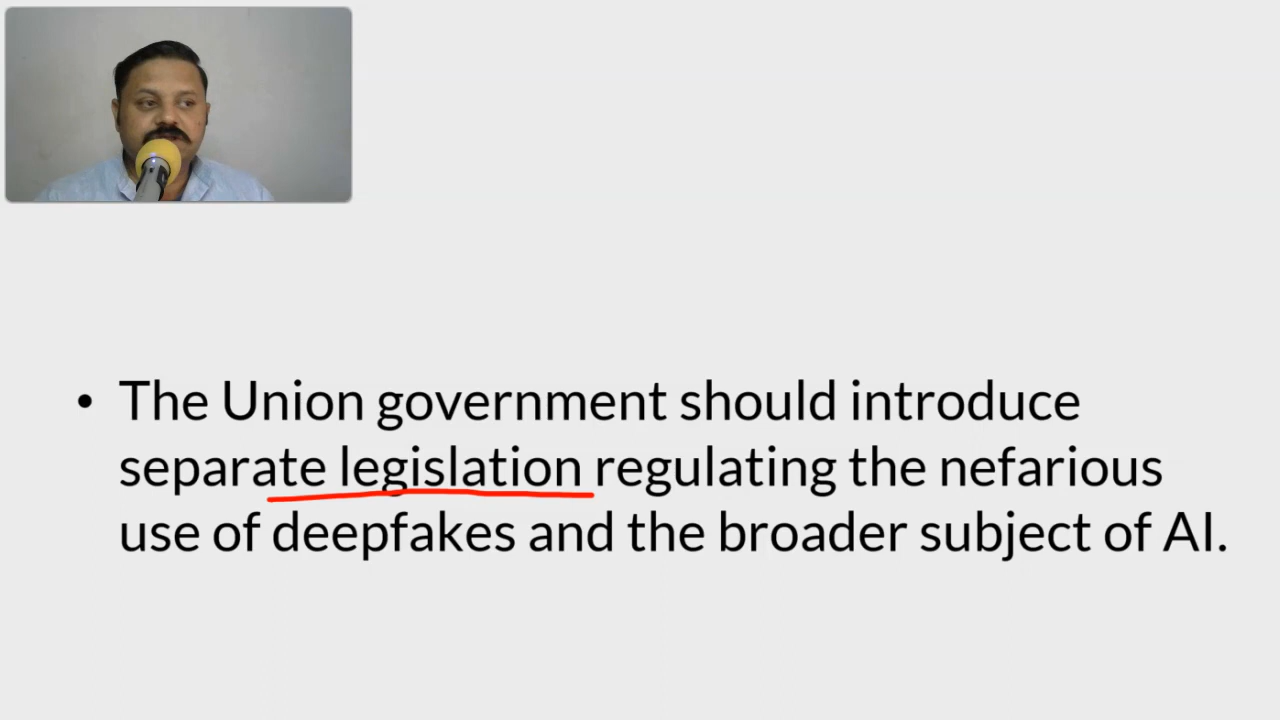 • The Union government should introduce
separate legislation regulating the nefarious
use of deepfakes and the broader subject of AI.